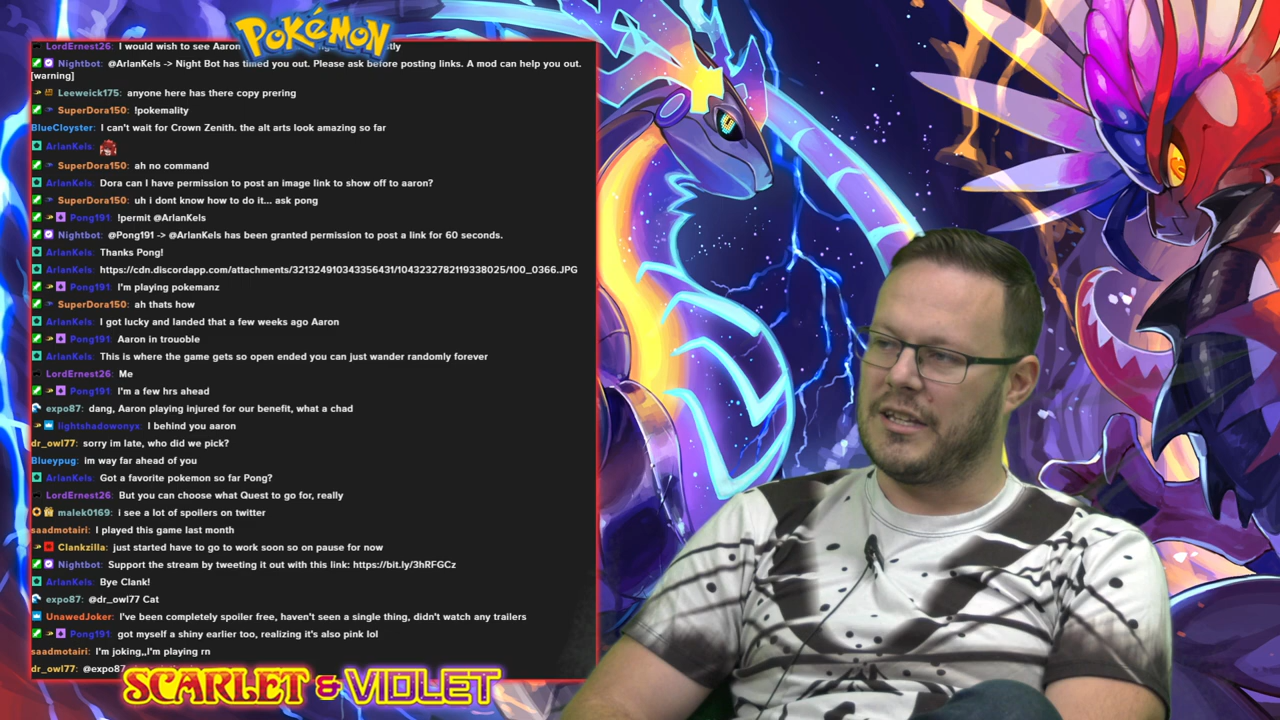 POKéMON
LordErnest26: I would wish to see Aaron
Nightbot: @ArlanKels -> Night Bot has timed you out. Please ask before posting links. A mod can help you out.
[warning]
Leeweick175: anyone here has there copy prering
SuperDora150: !pokemality
BlueCloyster: I can't wait for Crown Zenith. the alt arts look amazing so far
ArlanKels:
SuperDora150: ah no command
ArlanKels: Dora can I have permission to post an image link to show off to aaron?
SuperDora150: uh i dont know how to do it... ask pong
Pong191: !permit @ArlanKels
Nightbot: @Pong191 -> @ArlanKels has been granted permission to post a link for 60 seconds.
ArlanKels: Thanks Pong!
ArlanKels: https://cdn.discordapp.com/attachments/321324910343356431/1043232782119338025/100_0366.JPG
Pong191: I'm playing pokemanz
SuperDora150: ah thats how
ArlanKels: I got lucky and landed that a few weeks ago Aaron
Pong191: Aaron in trouoble
ArlanKels: This is where the game gets so open ended you can just wander randomly forever
LordErnest26: Me
Pong191: I'm a few hrs ahead
expo87: dang, Aaron playing injured for our benefit, what a chad
lightshadowonyx: I behind you aaron
dr_owl77: sorry im late, who did we pick?
Blueypug: im way far ahead of you
ArlanKels: Got a favorite pokemon so far Pong?
LordErnest26: But you can choose what Quest to go for, really
malek0169: i see a lot of spoilers on twitter
saadmotairi: I played this game last month
Clankzilla: just started have to go to work soon so on pause for now
Nightbot: Support the stream by tweeting it out with this link: https://bit.ly/3hRFGCz
ArlanKels: Bye Clank!
expo87: @dr_owl77 Cat
UnawedJoker: I've been completely spoiler free, haven't seen a single thing, didn't watch any trailers
Pong191: got myself a shiny earlier too, realizing it's also pink lol
saadmotairi: I'm joking,,I'm playing rn
dr_owl77: @expo87
SCARLET & VIOLET